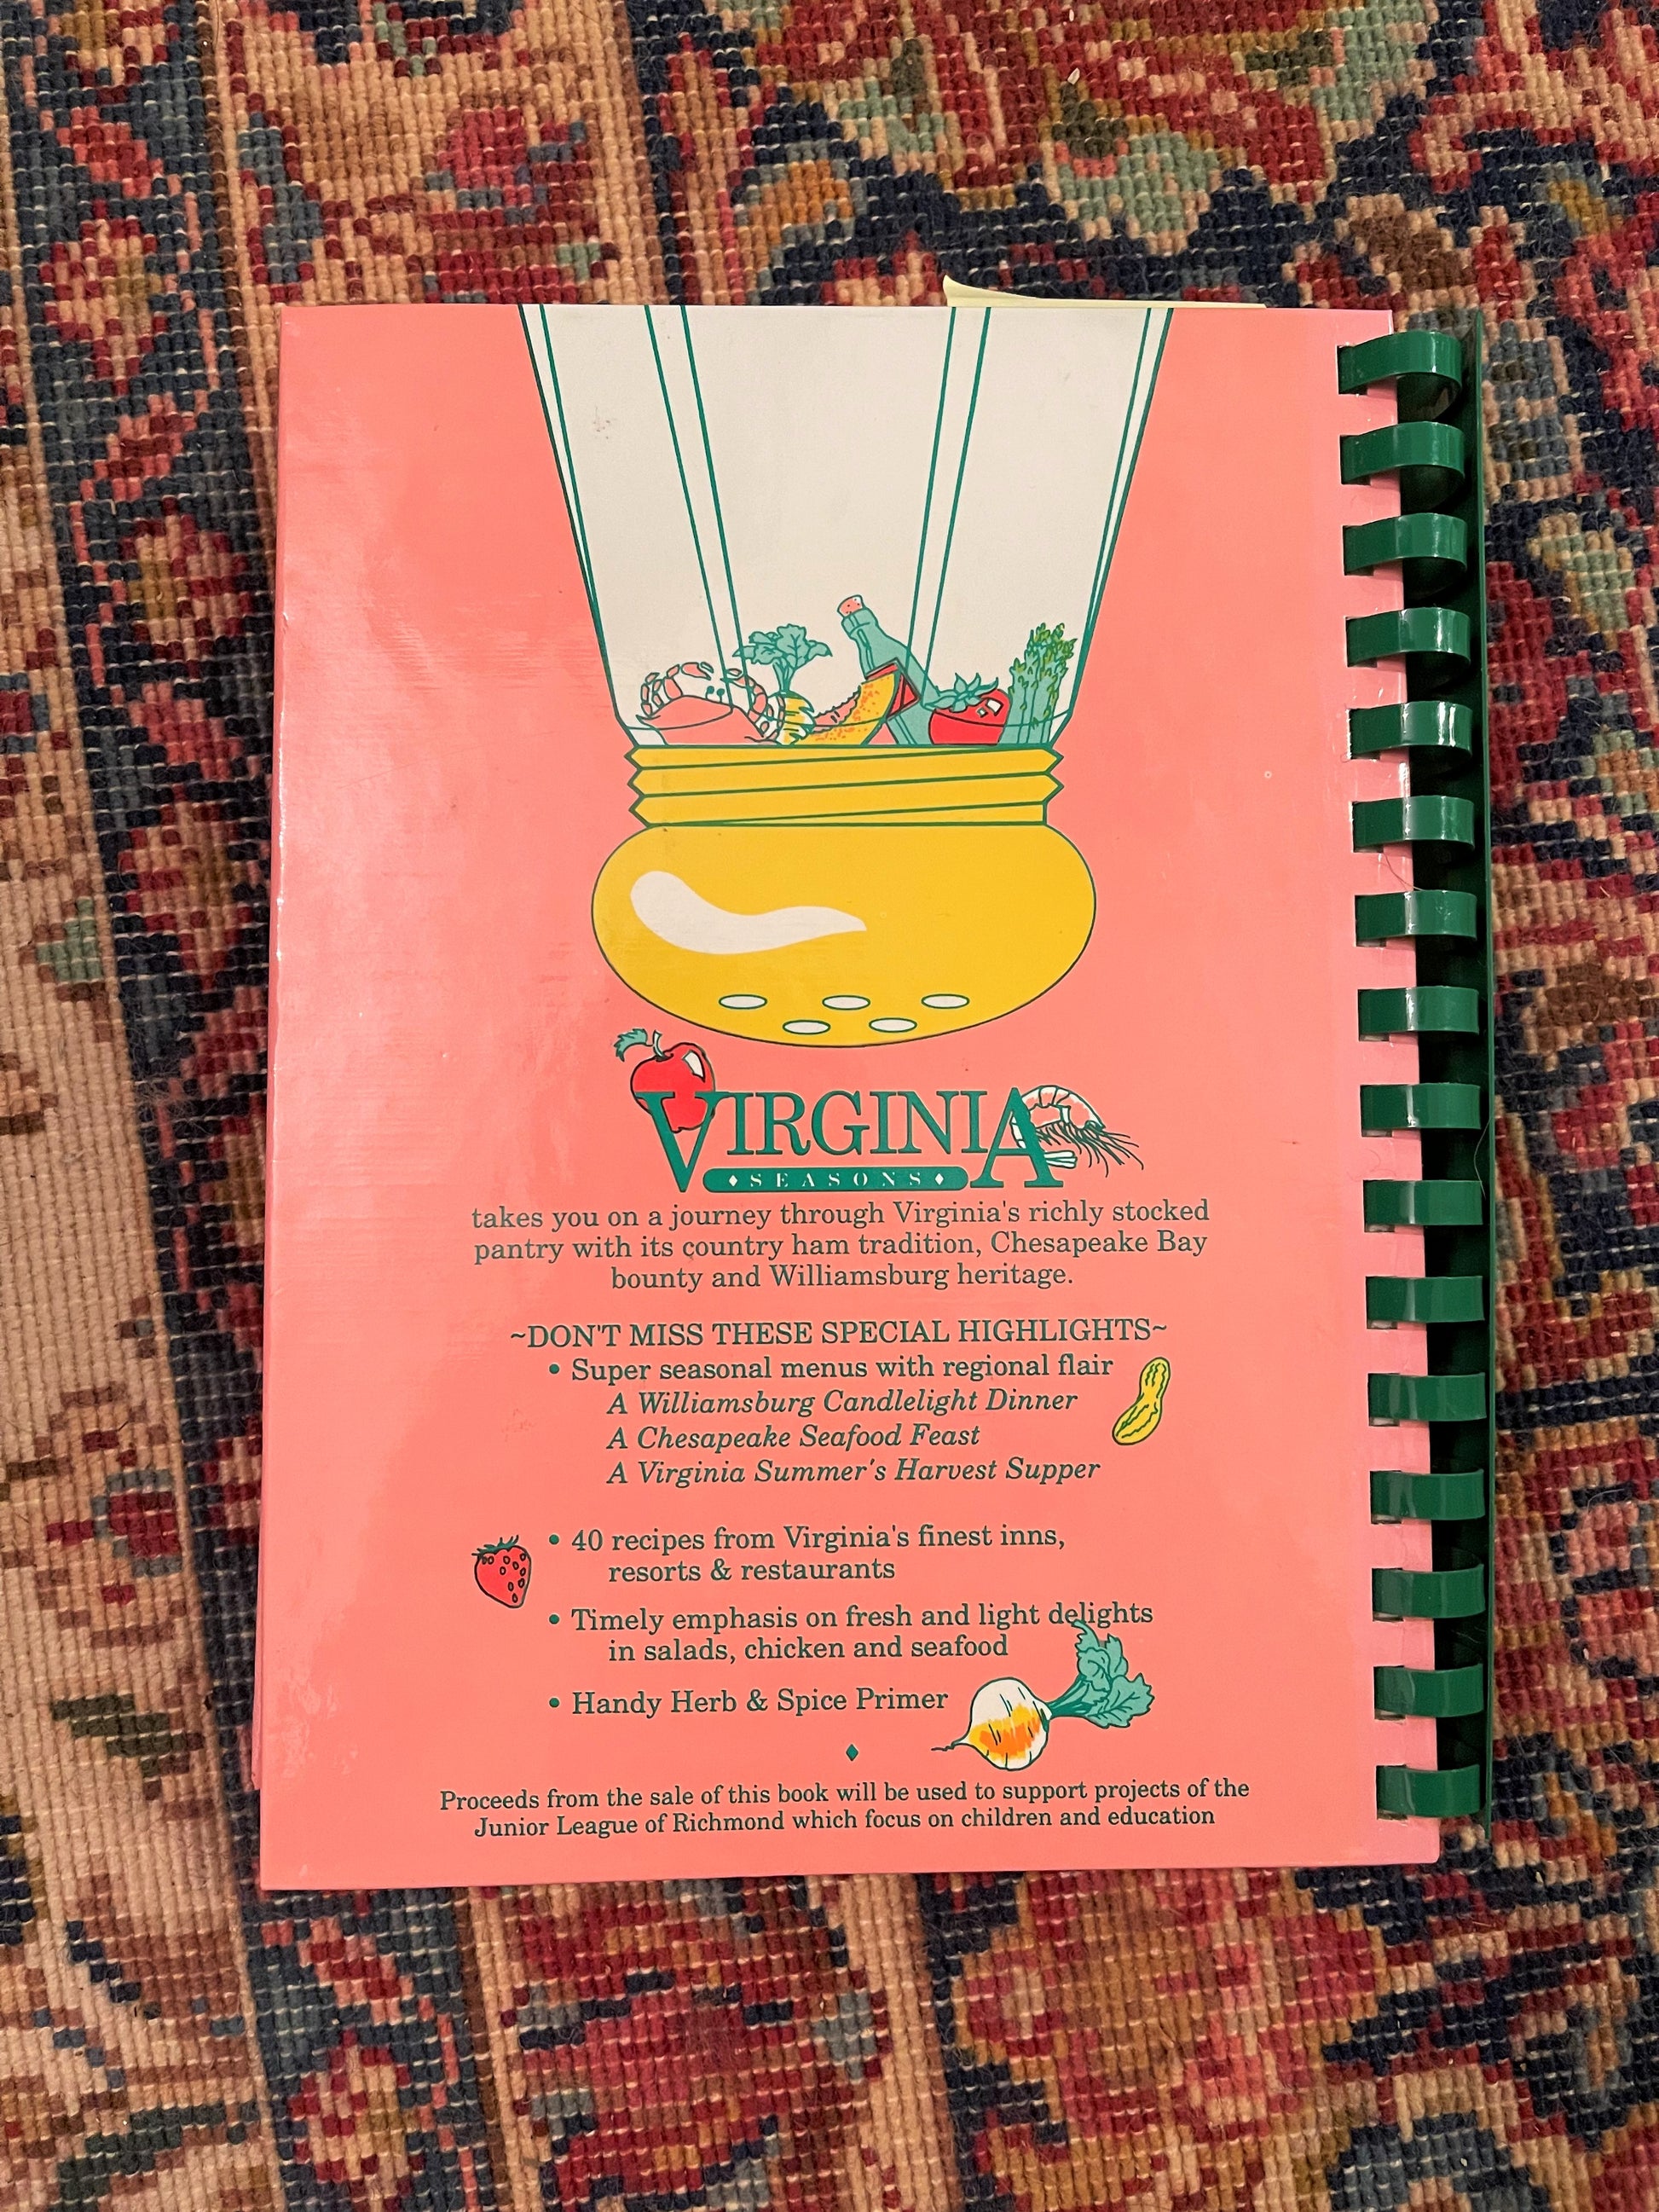 VIRGINIA
SEASONS
takes you on a journey through Virginia's richly stocked
pantry with its country ham tradition, Chesapeake Bay
bounty and Williamsburg heritage.
~DON'T MISS THESE SPECIAL HIGHLIGHTS~
• Super seasonal menus with regional flair
A Williamsburg Candlelight Dinner
A Chesapeake Seafood Feast
A Virginia Summer's Harvest Supper
• 40 recipes from Virginia's finest inns,
resorts & restaurants
• Timely emphasis on fresh and light delights
in salads, chicken and seafood
• Handy Herb & Spice Primer
Proceeds from the sale of this book will be used to support projects of the
Junior League of Richmond which focus on children and education